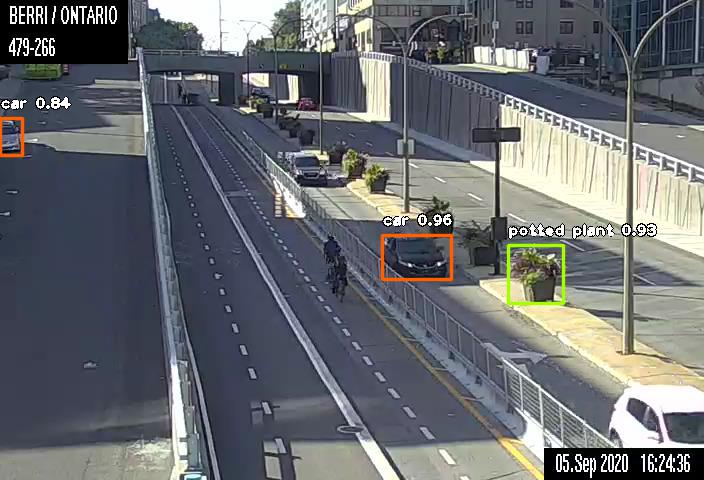 BERRI / ONTARIO
479-266
car 0.84
car 0.96
potted plant 0.93
05.Sep 2020 16:24:36